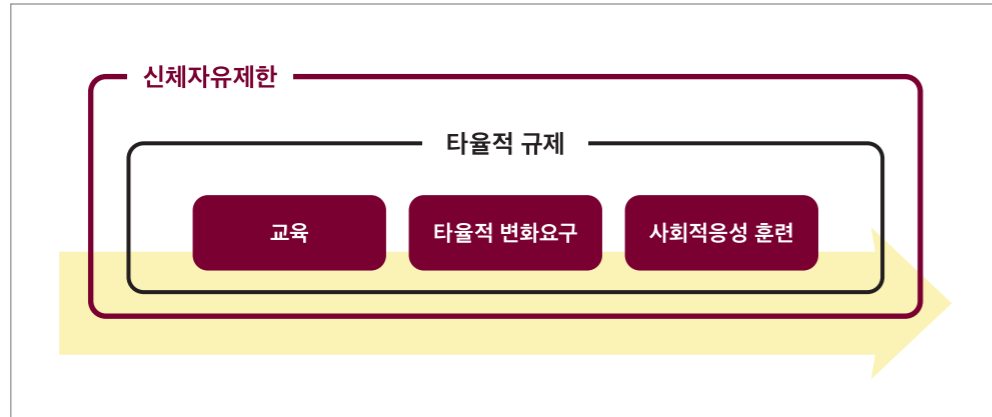 신체자유제한
타율적 규제
교육
타율적 변화요구
사회적응성 훈련